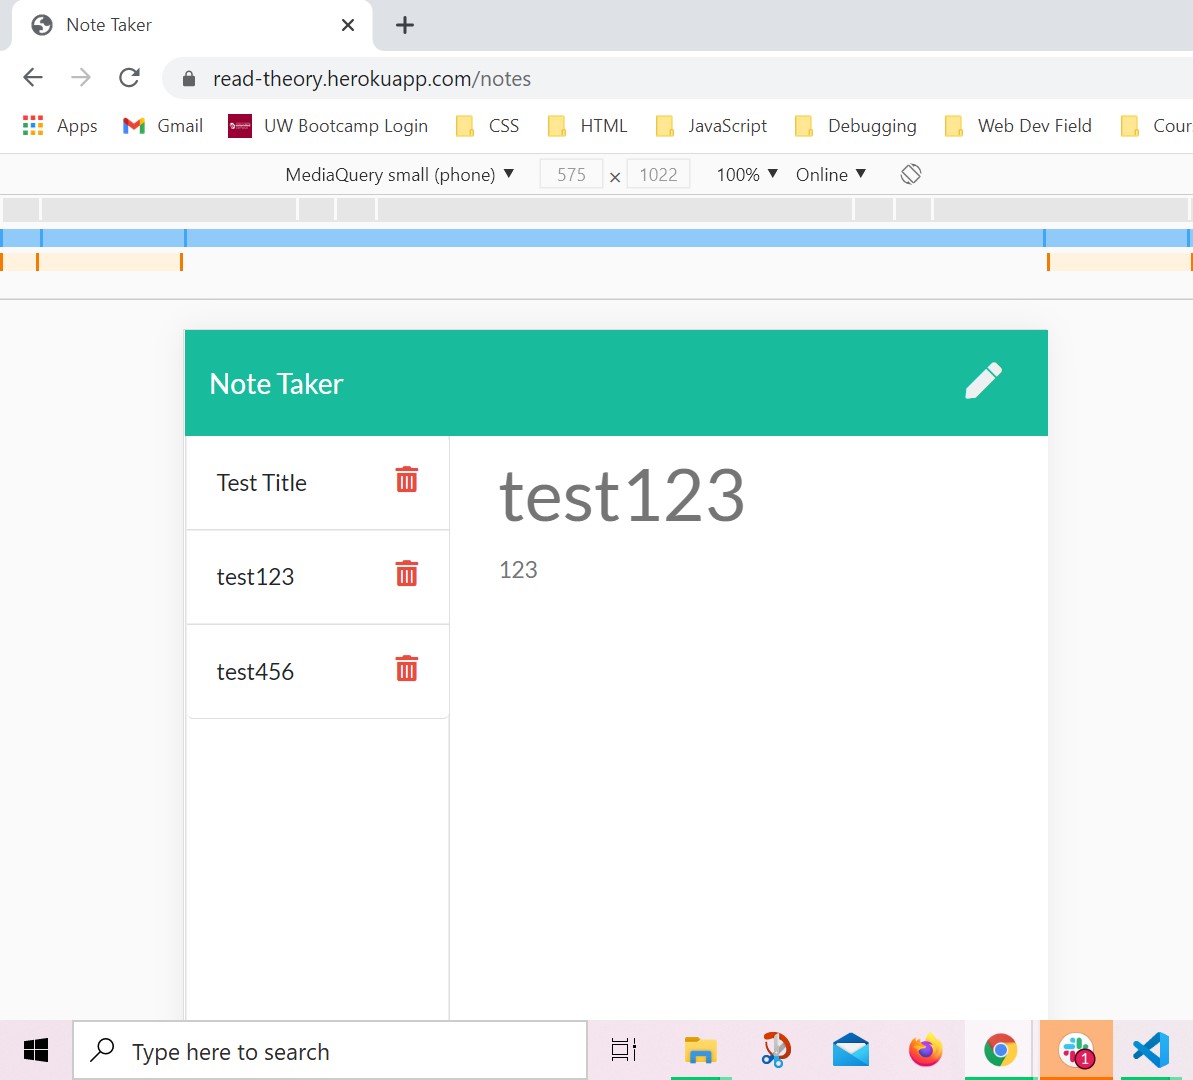 Note Taker
read-theory.herokuapp.com/notes
Apps Gmail UW Bootcamp Login CSS HTML JavaScript Debugging Web Dev Field Cour
MediaQuery small (phone) ▼ 575 × 1022 100% ▼ Online ▼
Note Taker
Test Title
test123
test456
test123
123
Type here to search
1